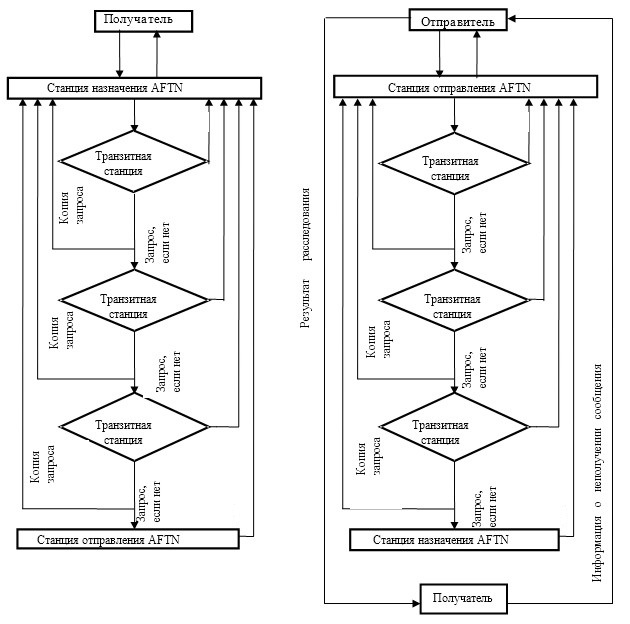 Получатель
Станция назначения AFTN
Транзитная
станция
Копия
запроса
Запрос,
если нет
Транзитная
станция
Копия
запроса
Запрос,
если нет
Транзитная
станция
Копия
запроса
Запрос,
если нет
Станция отправления AFTN
Отправитель
Станция отправления AFTN
Транзитная
станция
Копия
запроса
Запрос,
если нет
Транзитная
станция
Копия
запроса
Запрос,
если нет
Транзитная
станция
Копия
запроса
Запрос,
если нет
Станция назначения AFTN
Получатель
Результат расследования
Информация о неполучении сообщения